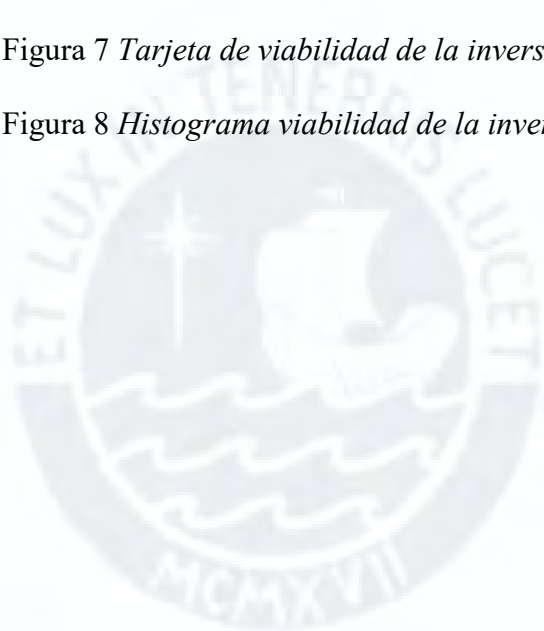 Figura 7 Tarjeta de viabilidad de la invers
Figura 8 Histograma viabilidad de la inver
ET LUX IN TENEBRIS LUCET
MCMXVII